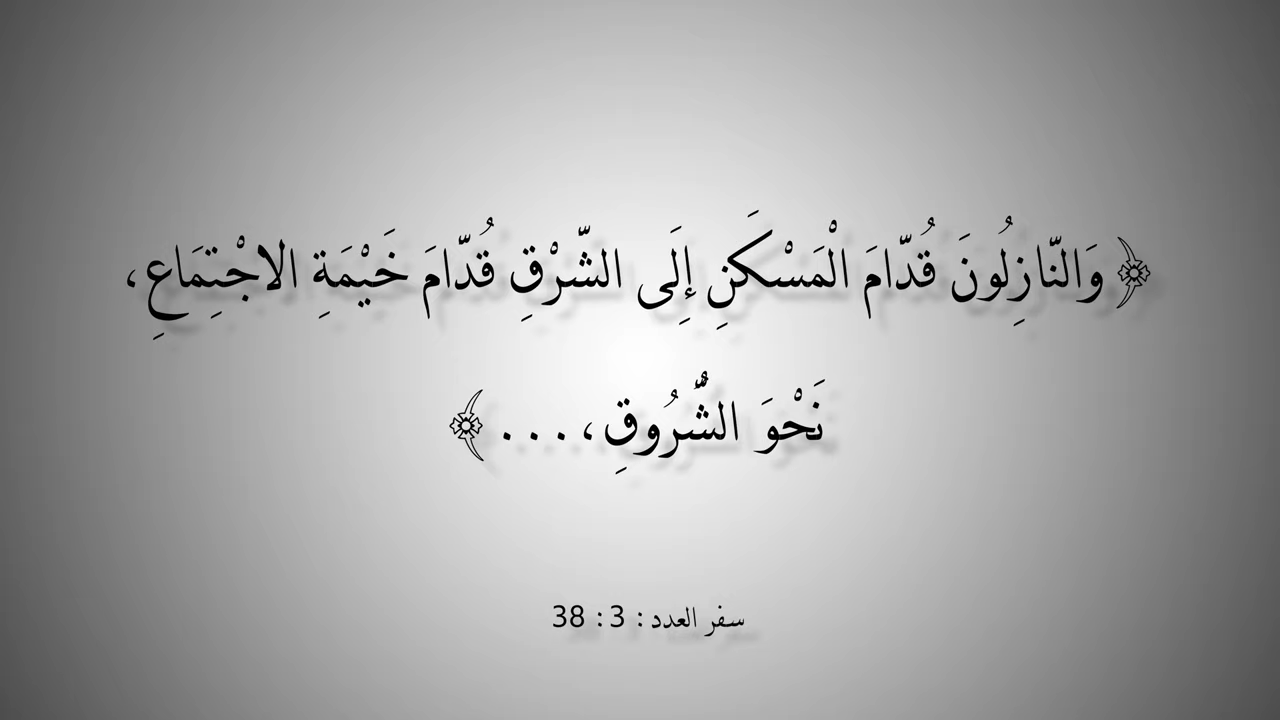 ﴿ وَالنَّازِلُونَ قُدَّامَ الْمَسْكَنِ إِلَى الشَّرْقِ قُدَّامَ خَيْمَةِ الاجْتِمَاعِ،
نَحْوَ الشُّرُوقِ، . . . ﴾
سفر العدد : 3 : 38